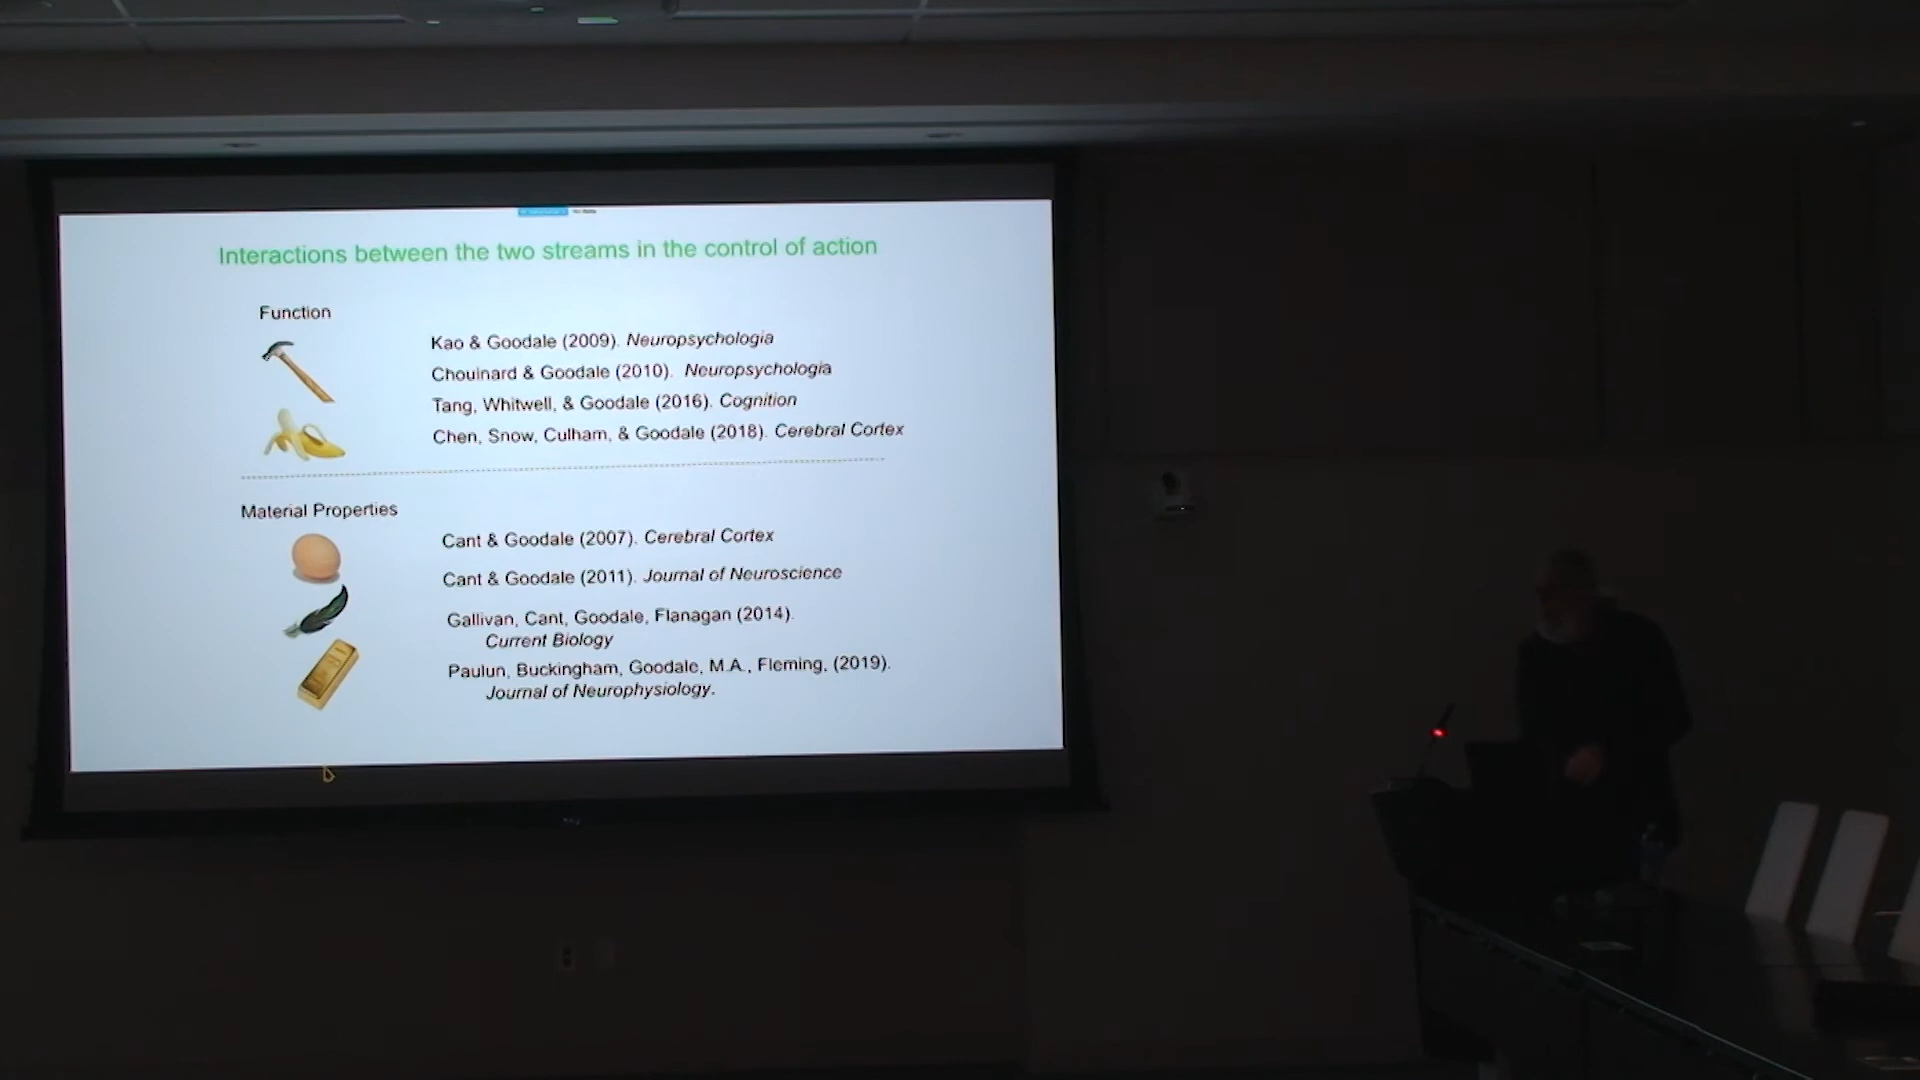 Interactions between the two streams in the control of action
Function
Kao & Goodale (2009). Neuropsychologia
Chouinard & Goodale (2010). Neuropsychologia
Tang, Whitwell, & Goodale (2016). Cognition
Chen, Snow, Culham, & Goodale (2018). Cerebral Cortex
Material Properties
Cant & Goodale (2007). Cerebral Cortex
Cant & Goodale (2011). Journal of Neuroscience
Gallivan, Cant, Goodale, Flanagan (2014).
Current Biology
Paulun, Buckingham, Goodale, M.A., Fleming, (2019).
Journal of Neurophysiology.